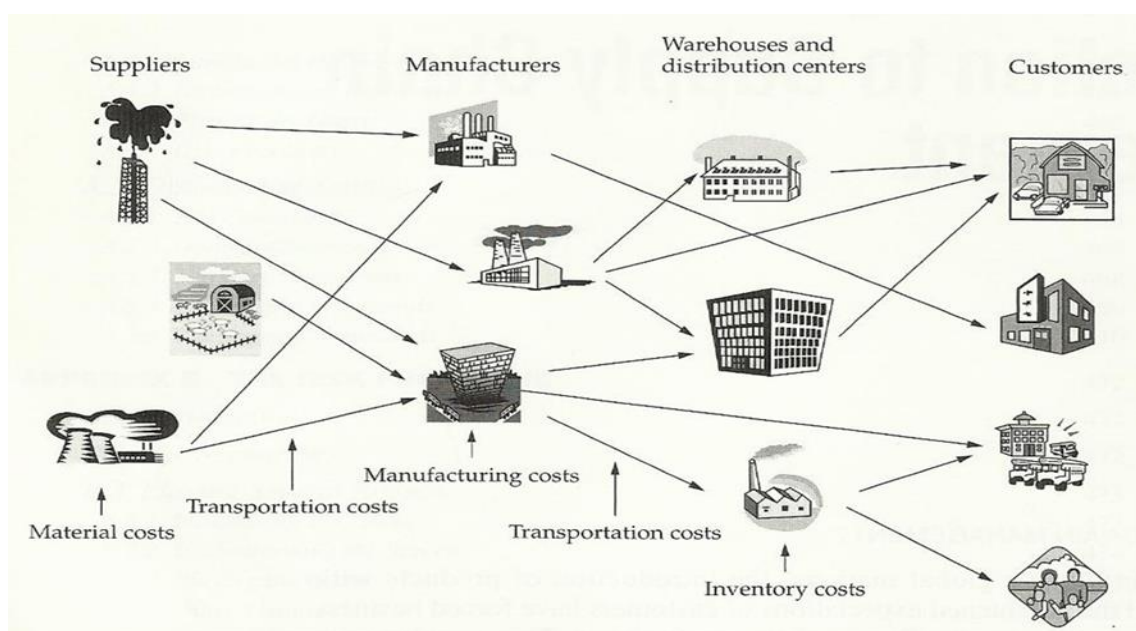 Suppliers
Manufacturers
Warehouses and
distribution centers
Customers
Manufacturing costs
Transportation costs
Material costs
Transportation costs
Inventory costs